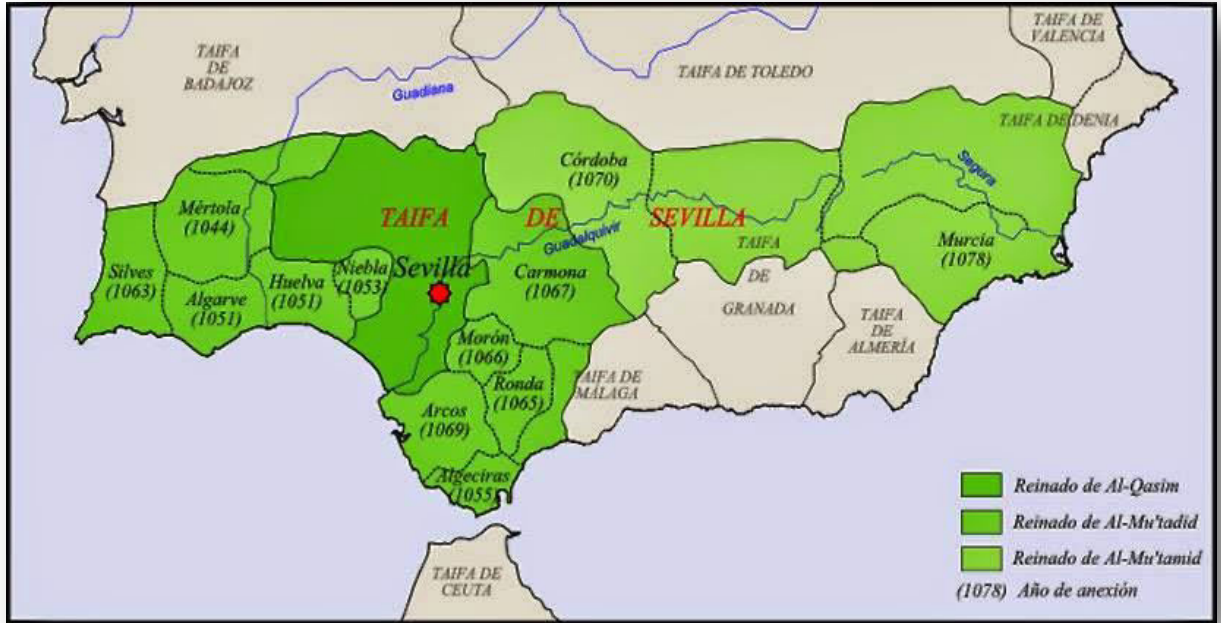 TAIFA
DE
BADAJOZ
TAIFA DE TOLEDO
TAIFA DE
VALENCIA
TAIFA DE DENIA
Guadiana
Segura
Córdoba
(1070)
Mértola
(1044)
TAIFA DE SEVILLA
Guadalquivir
TAIFA
DE
GRANADA
Murcia
(1078)
Silves
(1063)
Algarve
(1051)
Huelva
(1051)
Niebla
(1053)
Sevilla
Carmona
(1067)
Morón
(1066)
Ronda
(1065)
Arcos
(1069)
Algeciras
(1055)
TAIFA DE
MÁLAGA
TAIFA
DE
ALMERÍA
TAIFA DE
CEUTA
Reinado de Al-Qasim
Reinado de Al-Mu'tadid
Reinado de Al-Mu'tamid
(1078) Año de anexión